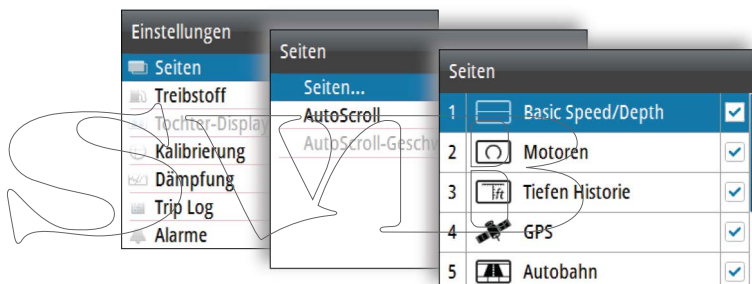 Einstellungen
Seiten
Treibstoff
Tochter-Display
Kalibrierung
Dämpfung
Trip Log
Alarme
Seiten
Seiten...
AutoScroll
AutoScroll-Geschw
Seiten
1 Basic Speed/Depth
2 Motoren
3 ft Tiefen Historie
4 GPS
5 Autobahn